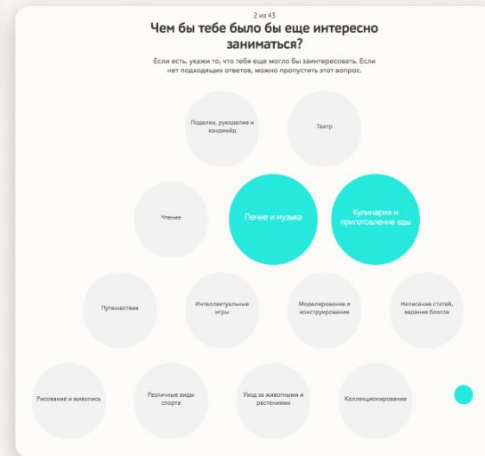 2 из 43
Чем бы тебе было бы еще интересно
заниматься?
Если есть, укажи то, что тебя еще могло бы заинтересовать. Если
нет подходящих ответов, можно пропустить этот вопрос.
Поделки, рукоделие и
хендмейд
Театр
Чтение
Пение и музыка
Кулинария и
приготовление еды
Путешествия
Интеллектуальные
игры
Моделирование и
конструирование
Написание статей,
ведение блогов
Рисование и живопись
Различные виды
спорта
Уход за животными и
растениями
Коллекционирование